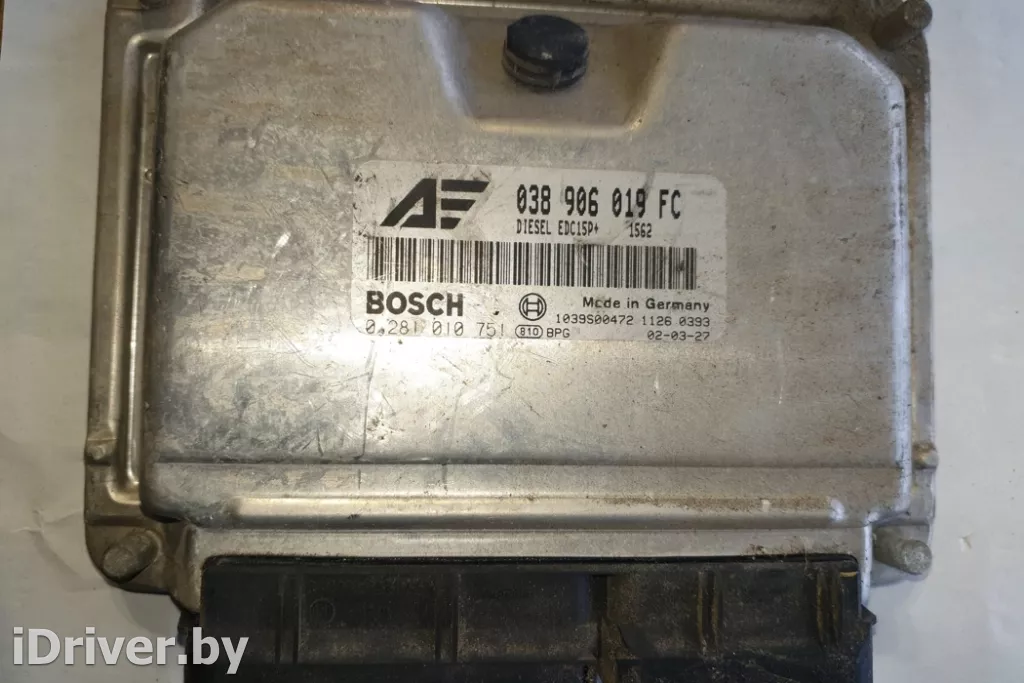 AE 038 906 019 FC
DIESEL EDC15P+ 1562
BOSCH Made in Germany
1039S00472 1126 0393
0 281 010 751 810 BPG 02-03-27
iDriver.by